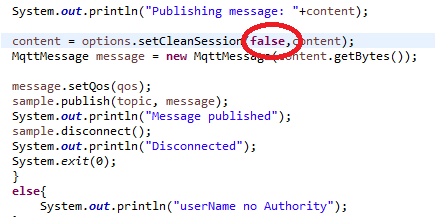 System.out.println("Publishing message: "+content);
content = options.setCleanSession(false,content);
MqttMessage message = new MqttMessage(content.getBytes());
message.setQos(qos);
sample.publish(topic, message);
System.out.println("Message published");
sample.disconnect();
System.out.println("Disconnected");
System.exit(0);
}
else{
System.out.println("userName no Authority");